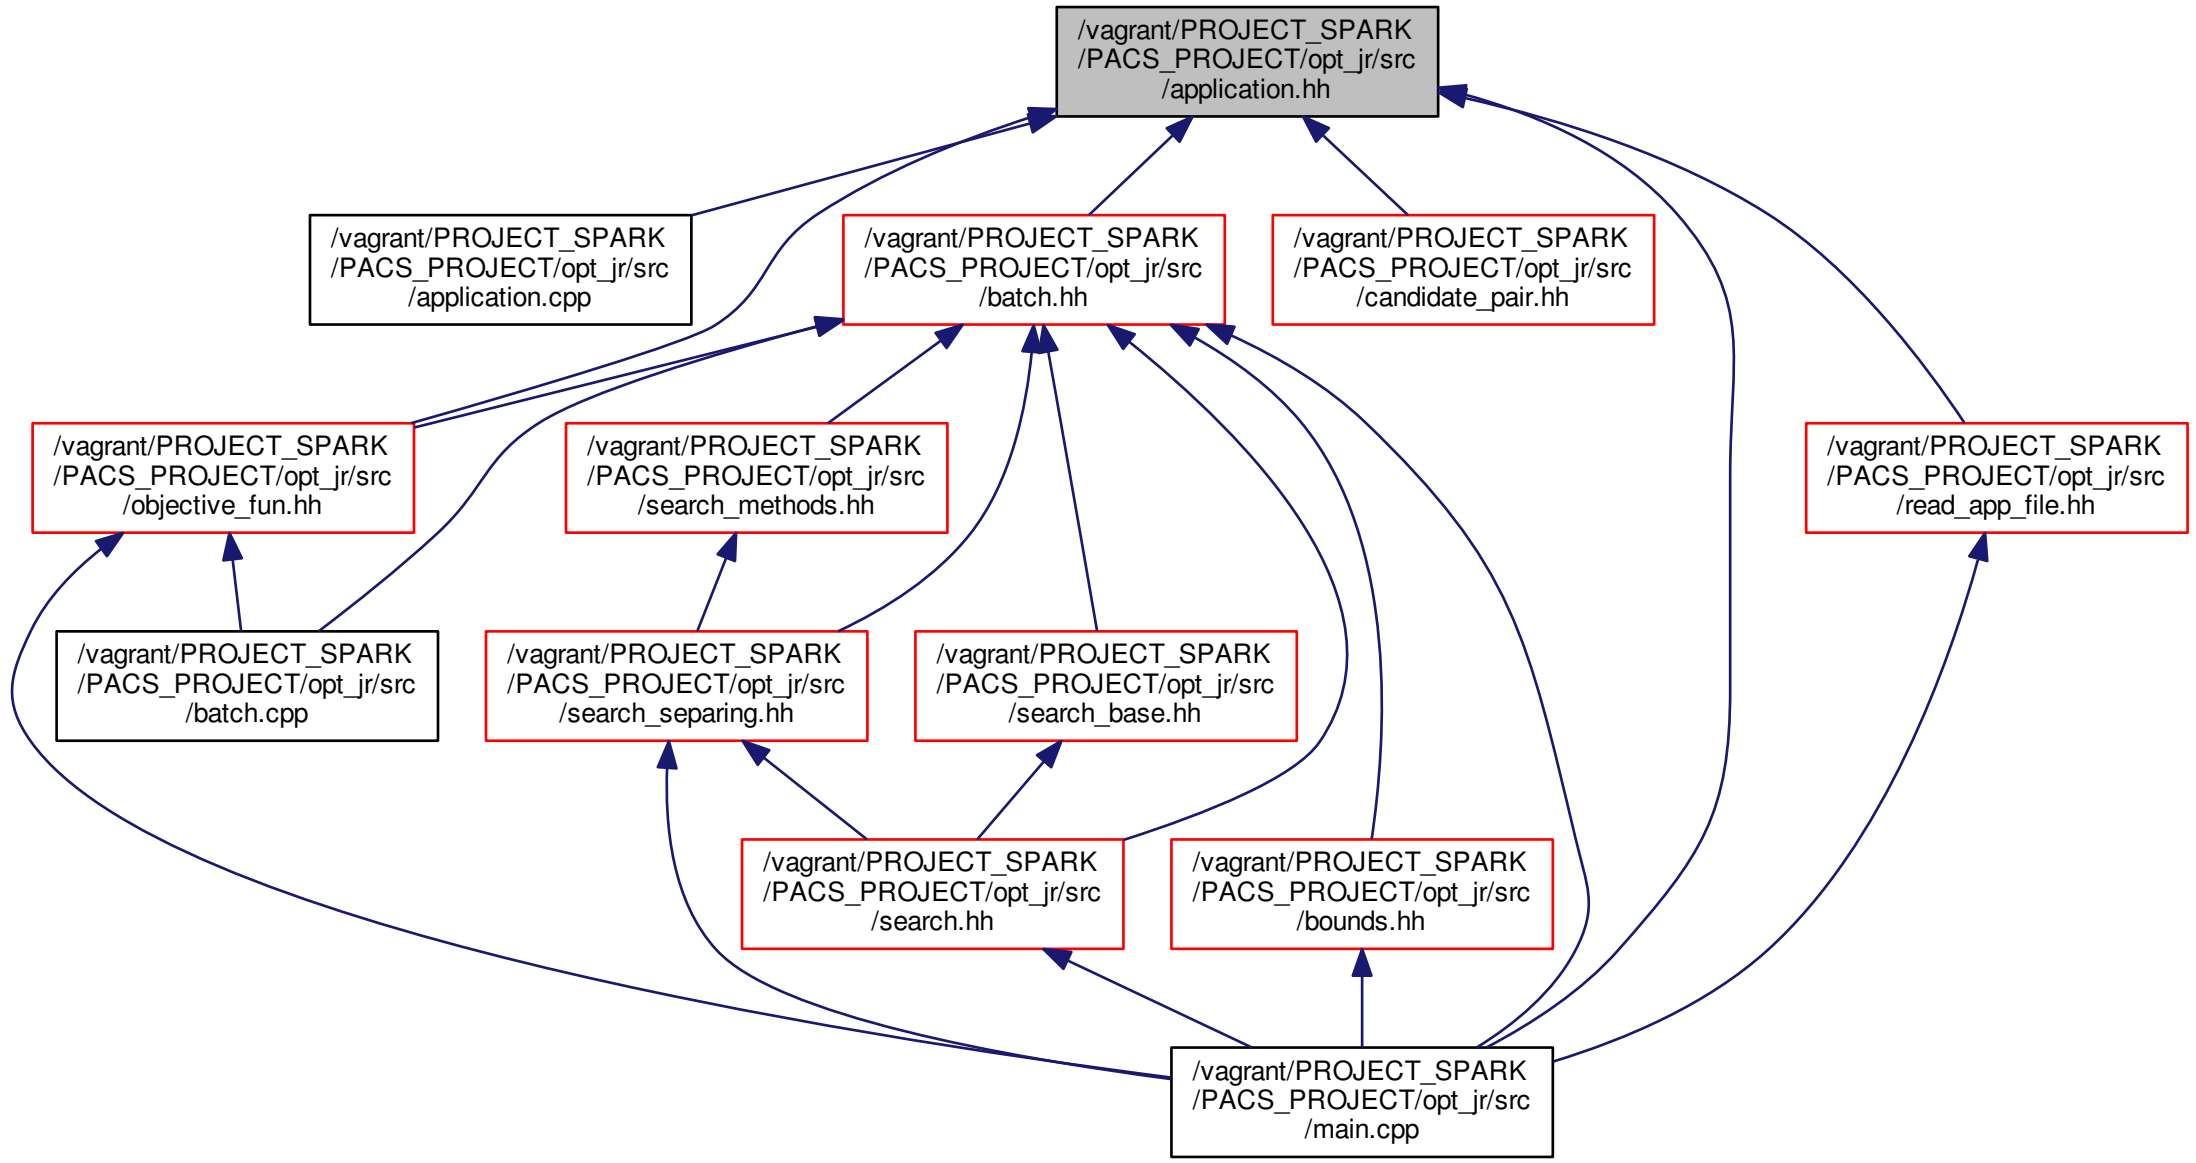 /vagrant/PROJECT_SPARK
/PACS_PROJECT/opt_jr/src
/application.hh
/vagrant/PROJECT_SPARK
/PACS_PROJECT/opt_jr/src
/application.cpp
/vagrant/PROJECT_SPARK
/PACS_PROJECT/opt_jr/src
/batch.hh
/vagrant/PROJECT_SPARK
/PACS_PROJECT/opt_jr/src
/candidate_pair.hh
/vagrant/PROJECT_SPARK
/PACS_PROJECT/opt_jr/src
/objective_fun.hh
/vagrant/PROJECT_SPARK
/PACS_PROJECT/opt_jr/src
/search_methods.hh
/vagrant/PROJECT_SPARK
/PACS_PROJECT/opt_jr/src
/read_app_file.hh
/vagrant/PROJECT_SPARK
/PACS_PROJECT/opt_jr/src
/batch.cpp
/vagrant/PROJECT_SPARK
/PACS_PROJECT/opt_jr/src
/search_separing.hh
/vagrant/PROJECT_SPARK
/PACS_PROJECT/opt_jr/src
/search_base.hh
/vagrant/PROJECT_SPARK
/PACS_PROJECT/opt_jr/src
/search.hh
/vagrant/PROJECT_SPARK
/PACS_PROJECT/opt_jr/src
/bounds.hh
/vagrant/PROJECT_SPARK
/PACS_PROJECT/opt_jr/src
/main.cpp